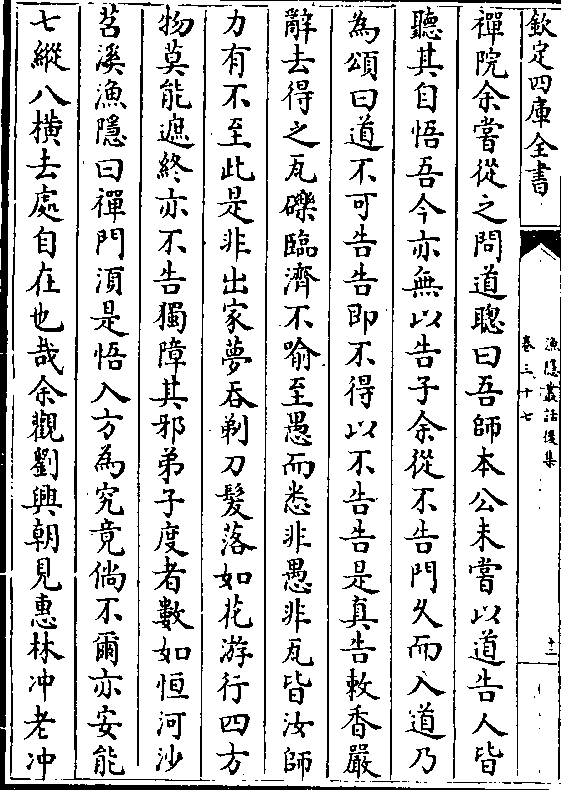 欽定四庫全書
漁隱叢話後集
卷三十七
十二
禪院余嘗從之問道聰曰吾師本公未嘗以道告人皆
聽其自悟吾今亦無以告子余從不告門久而入道乃
為頌曰道不可告告即不得以不告告是真告敕香嚴
辭去得之瓦礫臨濟不喻至愚而悉非愚非瓦皆汝師
力有不至此是非出家夢吞剃刀髮落如花游行四方
物莫能遮終亦不告獨障其邪弟子度者數如恒河沙
苕溪漁隱曰禪門須是悟入方為究竟倘不爾亦安能
七縱八橫去處自在也哉余觀劉興朝見惠林冲老冲